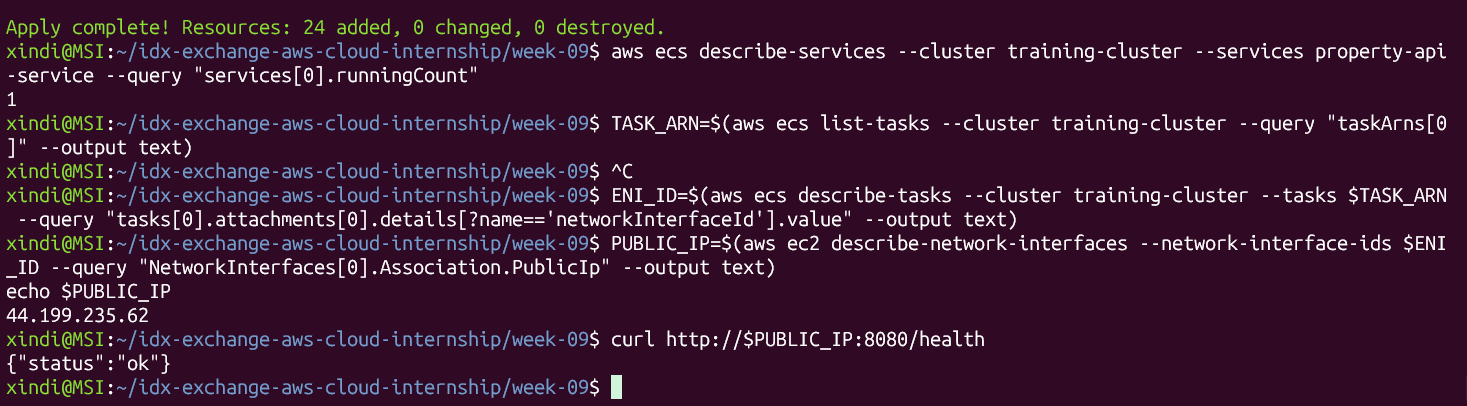 Apply complete! Resources: 24 added, 0 changed, 0 destroyed.
xindi@MSI:~/idx-exchange-aws-cloud-internship/week-09$ aws ecs describe-services --cluster training-cluster --services property-api
-service --query "services[0].runningCount"
1
xindi@MSI:~/idx-exchange-aws-cloud-internship/week-09$ TASK_ARN=$(aws ecs list-tasks --cluster training-cluster --query "taskArns[0
]" --output text)
xindi@MSI:~/idx-exchange-aws-cloud-internship/week-09$ ^C
xindi@MSI:~/idx-exchange-aws-cloud-internship/week-09$ ENI_ID=$(aws ecs describe-tasks --cluster training-cluster --tasks $TASK_ARN
 --query "tasks[0].attachments[0].details[?name=='networkInterfaceId'].value" --output text)
xindi@MSI:~/idx-exchange-aws-cloud-internship/week-09$ PUBLIC_IP=$(aws ec2 describe-network-interfaces --network-interface-ids $ENI
_ID --query "NetworkInterfaces[0].Association.PublicIp" --output text)
echo $PUBLIC_IP
44.199.235.62
xindi@MSI:~/idx-exchange-aws-cloud-internship/week-09$ curl http://$PUBLIC_IP:8080/health
{"status":"ok"}
xindi@MSI:~/idx-exchange-aws-cloud-internship/week-09$